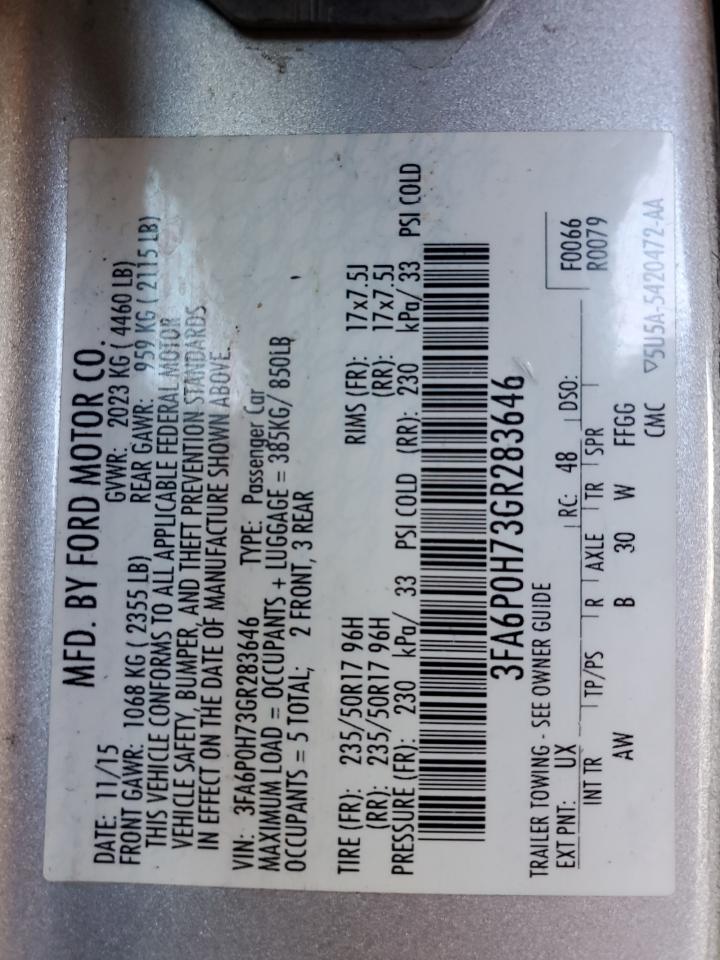 MFD. BY FORD MOTOR CO.
DATE: 11/15 GVWR: 2023 KG ( 4460 LB)
FRONT GAWR: 1068 KG ( 2355 LB) REAR GAWR: 959 KG ( 2115 LB)
THIS VEHICLE CONFORMS TO ALL APPLICABLE FEDERAL MOTOR
VEHICLE SAFETY, BUMPER, AND THEFT PREVENTION STANDARDS
IN EFFECT ON THE DATE OF MANUFACTURE SHOWN ABOVE.
VIN: 3FA6P0H73GR283646 TYPE: Passenger Car
MAXIMUM LOAD = OCCUPANTS + LUGGAGE = 385KG/ 850LB
OCCUPANTS = 5 TOTAL; 2 FRONT, 3 REAR
TIRE (FR): 235/50R17 96H RIMS (FR): 17x7.5J
(RR): 235/50R17 96H (RR): 17x7.5J
PRESSURE (FR): 230 kPa/ 33 PSI COLD (RR): 230 kPa/ 33 PSI COLD
3FA6P0H73GR283646
TRAILER TOWING - SEE OWNER GUIDE
EXT PNT: UX RC: 48 DSO: F0066
R0079
INT TR TP/PS R AXLE TR SPR
AW B 30 W FFGG
CMC ▽5U5A-5420472-AA